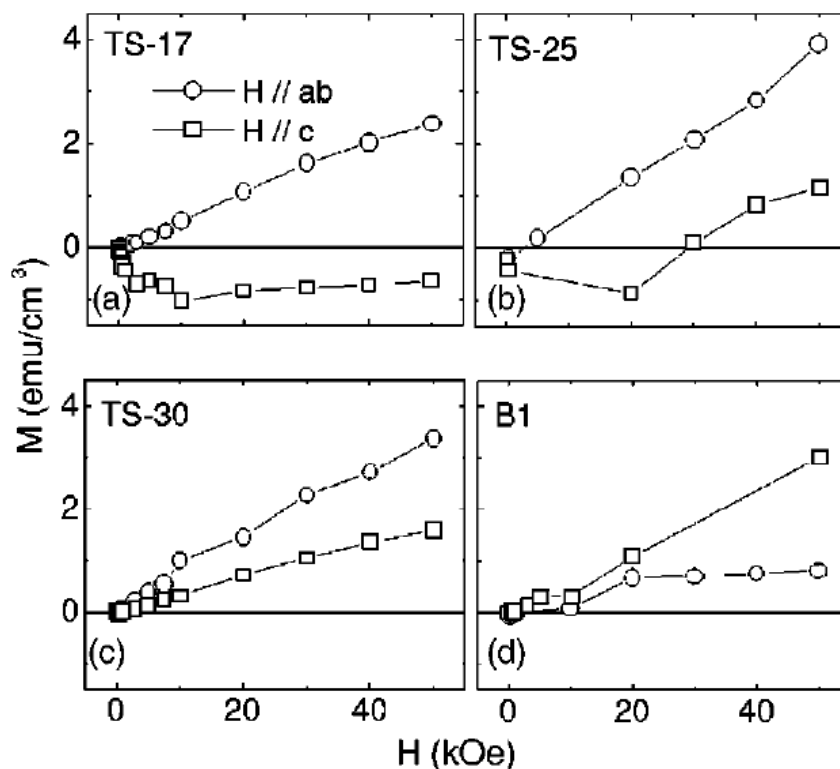 TS-17
H // ab
H // c
(a)
TS-25
(b)
4
2
0
TS-30
(c)
B1
(d)
4
2
0
0
20
40
0
20
40
M (emu/cm³)
H (kOe)